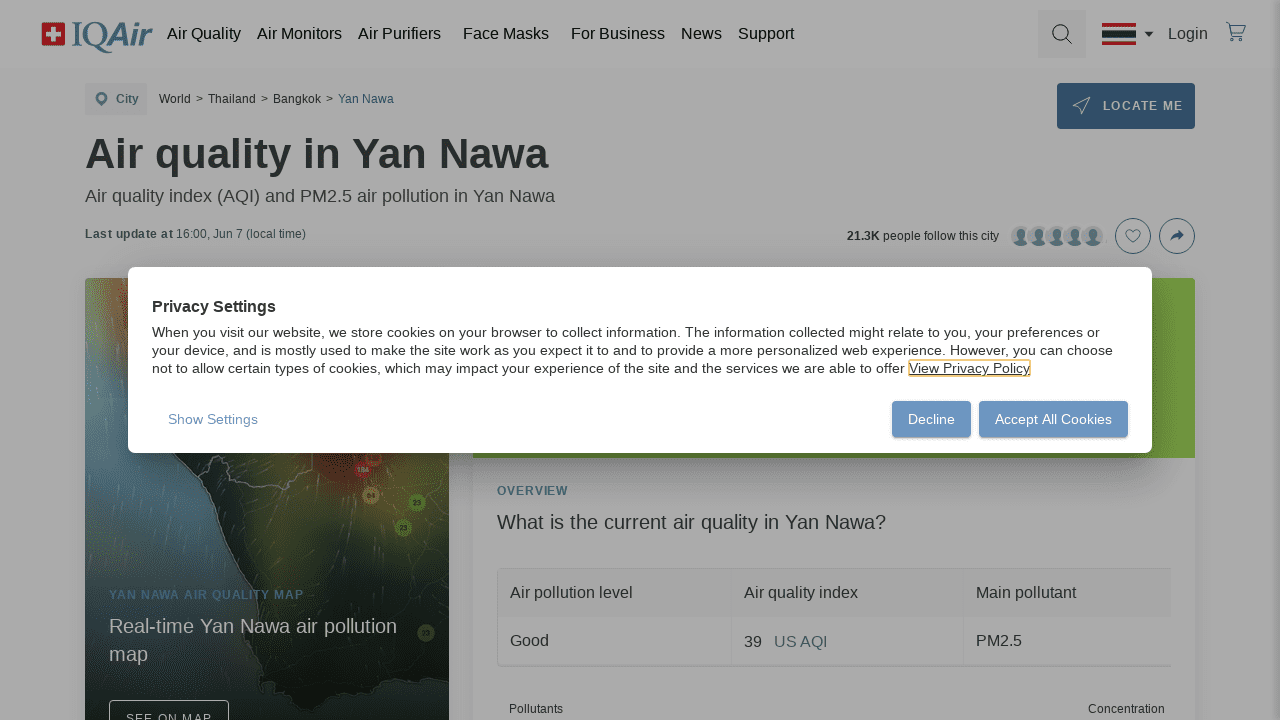 IQAir
Air Quality
Air Monitors
Air Purifiers
Face Masks
For Business
News
Support
Login
City
World > Thailand > Bangkok > Yan Nawa
LOCATE ME
Air quality in Yan Nawa
Air quality index (AQI) and PM2.5 air pollution in Yan Nawa
Last update at 16:00, Jun 7 (local time)
21.3K people follow this city
Privacy Settings
When you visit our website, we store cookies on your browser to collect information. The information collected might relate to you, your preferences or
your device, and is mostly used to make the site work as you expect it to and to provide a more personalized web experience. However, you can choose
not to allow certain types of cookies, which may impact your experience of the site and the services we are able to offer View Privacy Policy
Show Settings
Decline
Accept All Cookies
YAN NAWA AIR QUALITY MAP
Real-time Yan Nawa air pollution
map
SEE ON MAP
OVERVIEW
What is the current air quality in Yan Nawa?
Air pollution level
Air quality index
Main pollutant
Good
39 US AQI
PM2.5
Pollutants
Concentration